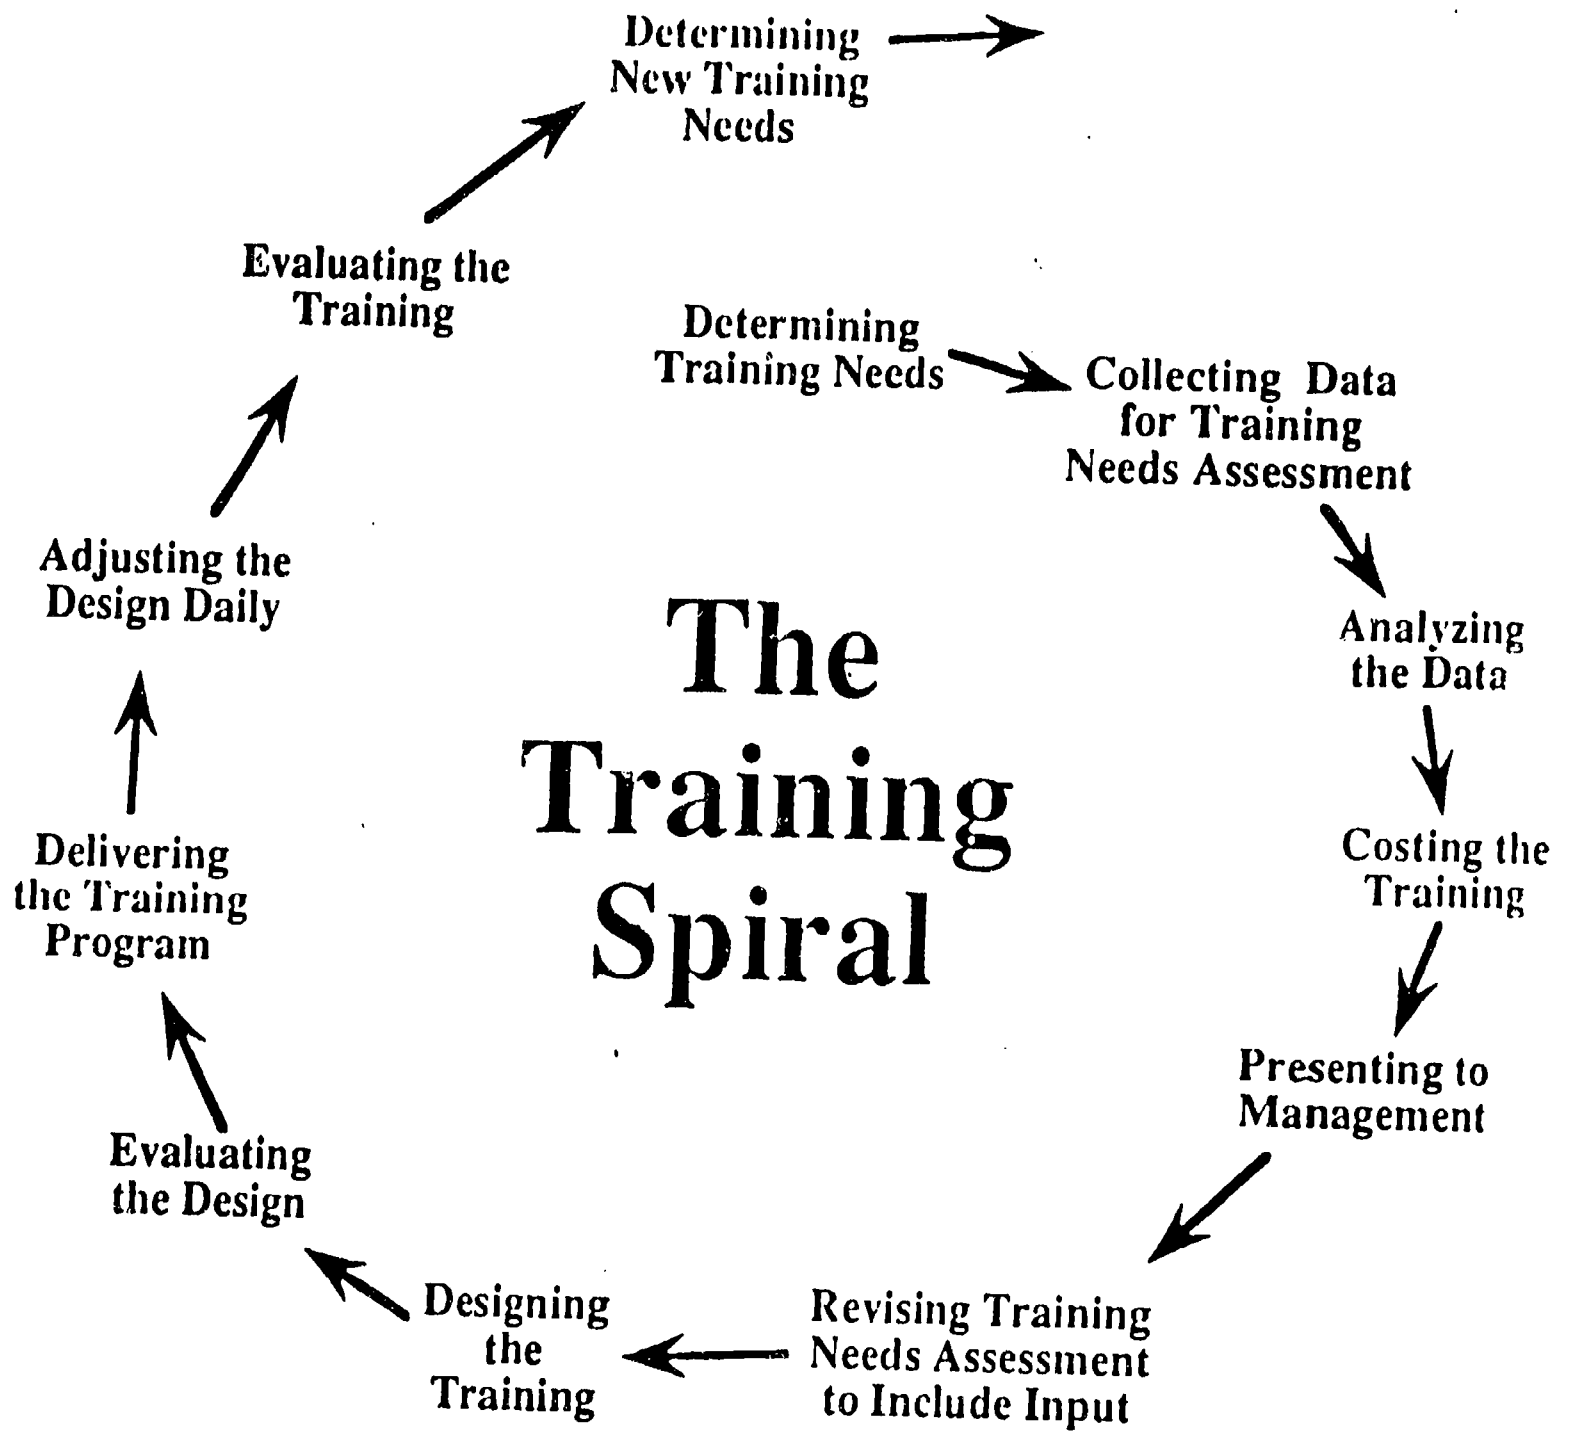 Determining
New Training
Needs
Evaluating the
Training
Determining
Training Needs
Collecting Data
for Training
Needs Assessment
Adjusting the
Design Daily
The
Training
Spiral
Analyzing
the Data
Costing the
Training
Delivering
the Training
Program
Presenting to
Management
Evaluating
the Design
Designing
the
Training
Revising Training
Needs Assessment
to Include Input